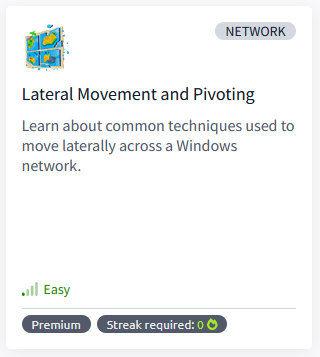 NETWORK
Lateral Movement and Pivoting
Learn about common techniques used to
move laterally across a Windows
network.
Easy
Premium
Streak required: 0